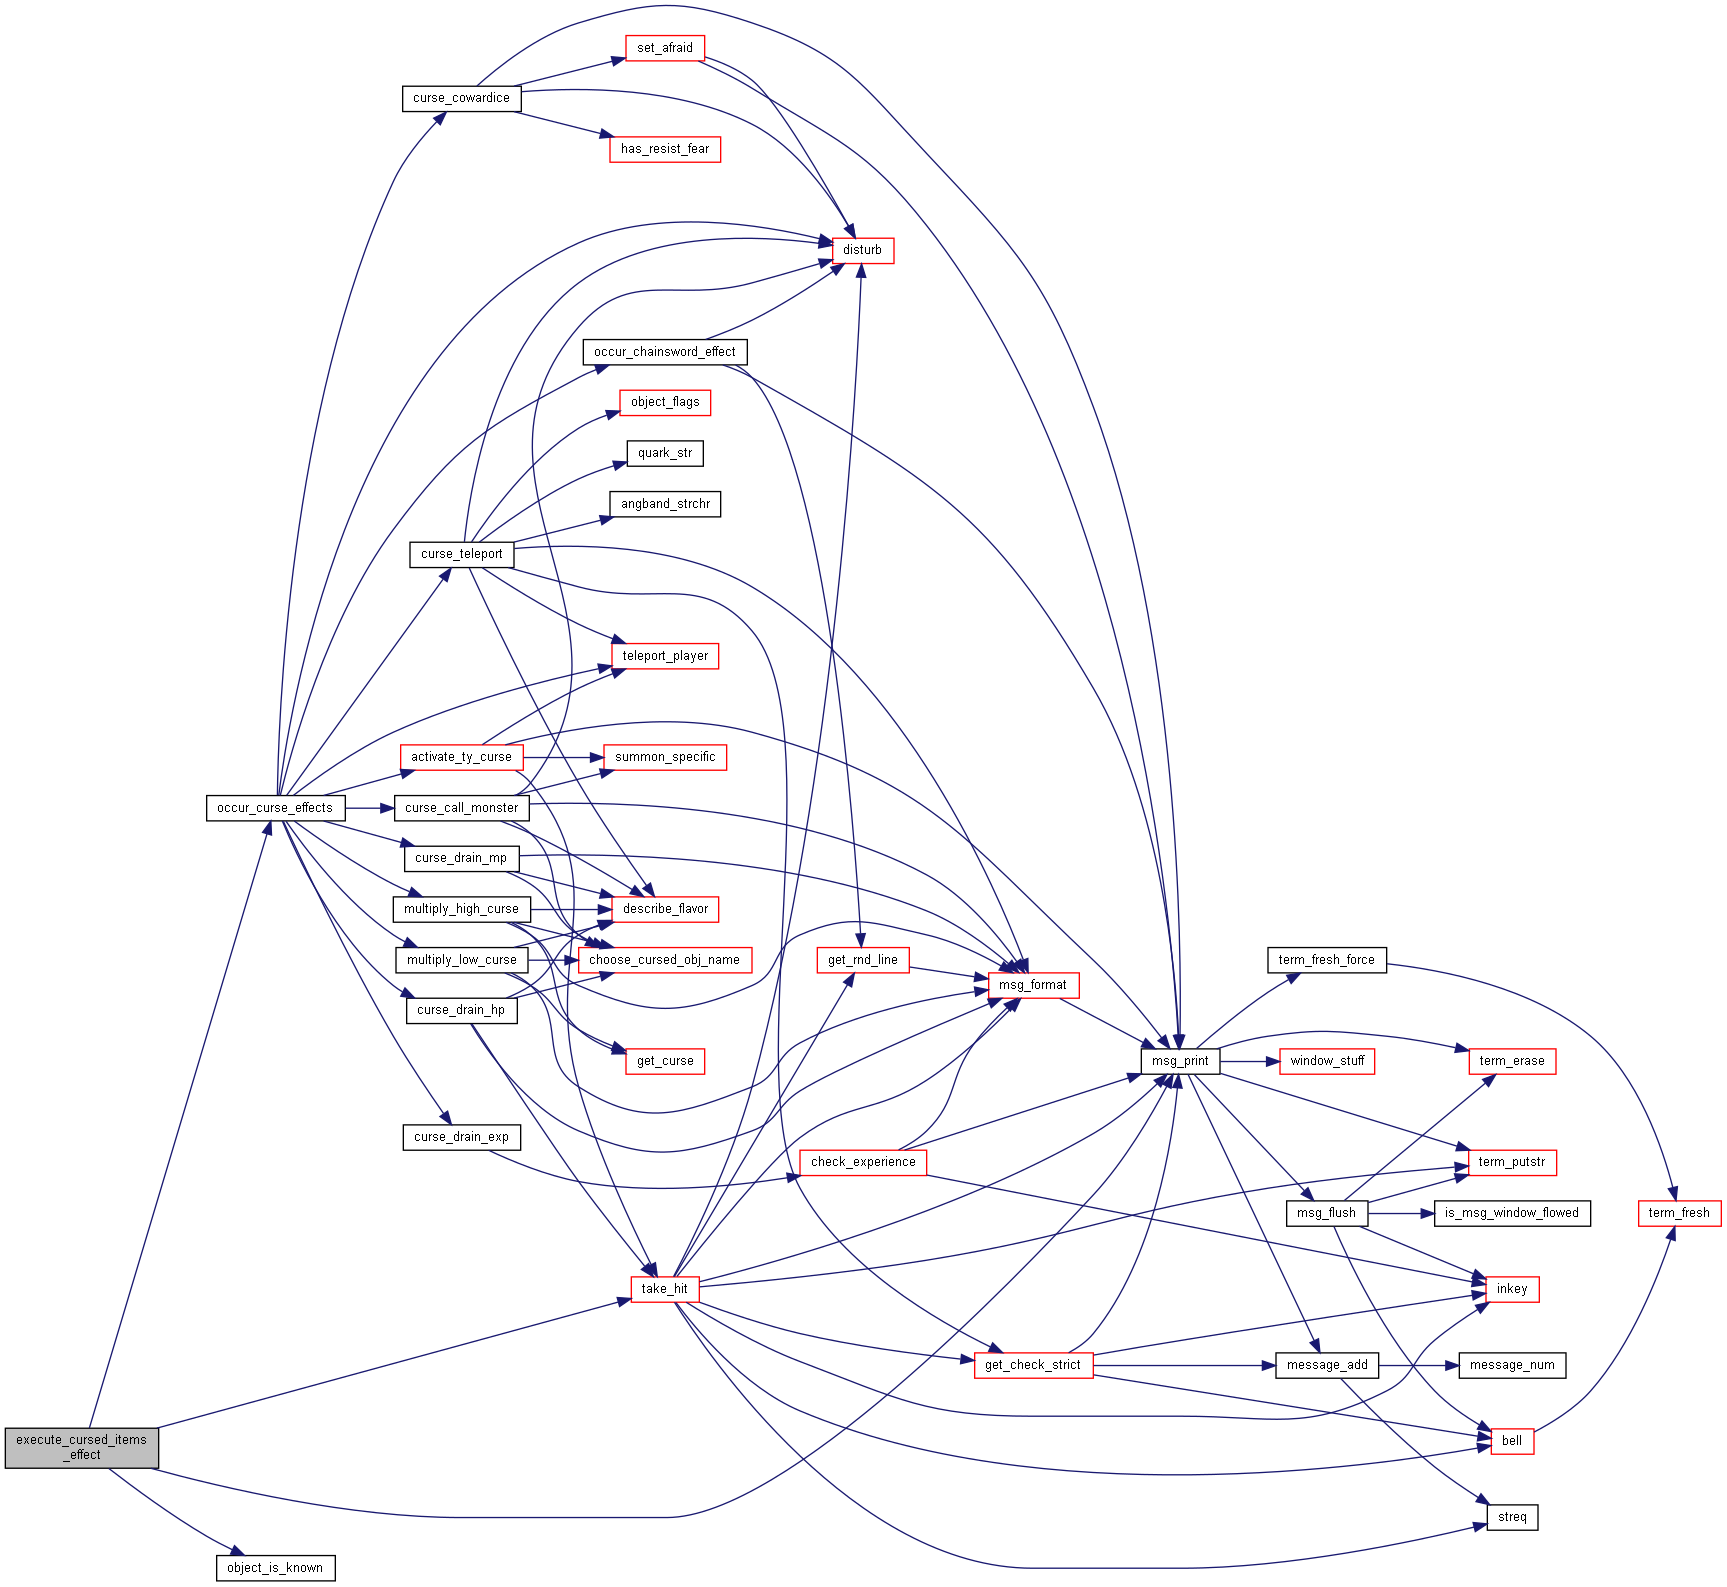 set_afraid
curse_cowardice
has_resist_fear
disturb
occur_chainsword_effect
object_flags
quark_str
angband_strchr
curse_teleport
teleport_player
activate_ty_curse
summon_specific
occur_curse_effects
curse_call_monster
curse_drain_mp
multiply_high_curse
describe_flavor
multiply_low_curse
choose_cursed_obj_name
get_rnd_line
term_fresh_force
msg_format
curse_drain_hp
get_curse
msg_print
window_stuff
term_erase
curse_drain_exp
check_experience
term_putstr
msg_flush
is_msg_window_flowed
term_fresh
take_hit
inkey
get_check_strict
message_add
message_num
execute_cursed_items
_effect
bell
streq
object_is_known